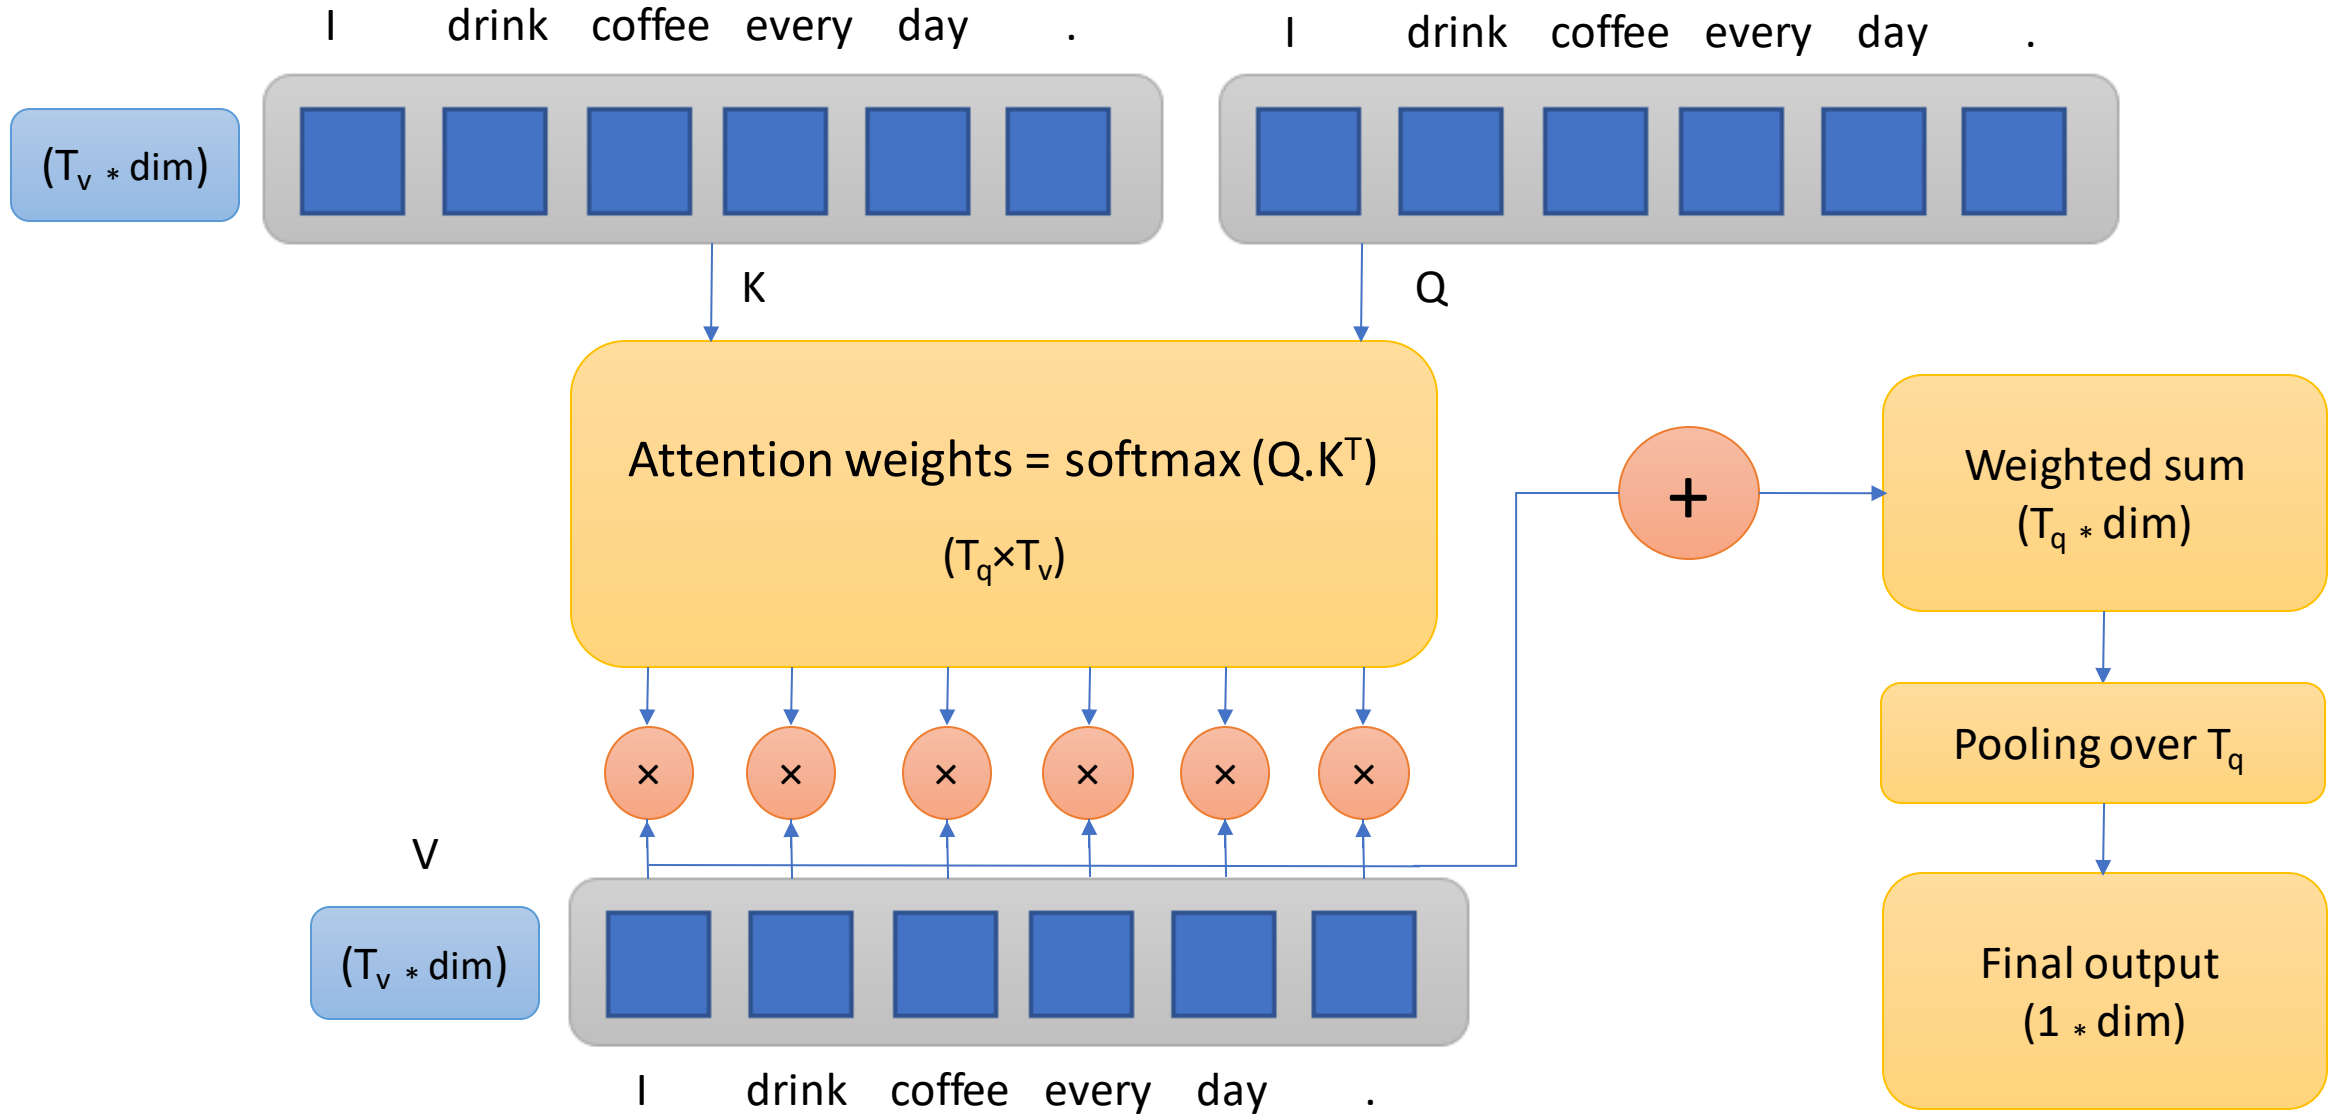 I drink coffee every day .
I drink coffee every day .
(Tv * dim)
K
Q
Attention weights = softmax (Q.Kᵀ)
(Tq×Tv)
+
Weighted sum
(Tq * dim)
× × × × × ×
Pooling over Tq
V
(Tv * dim)
Final output
(1 * dim)
I drink coffee every day .